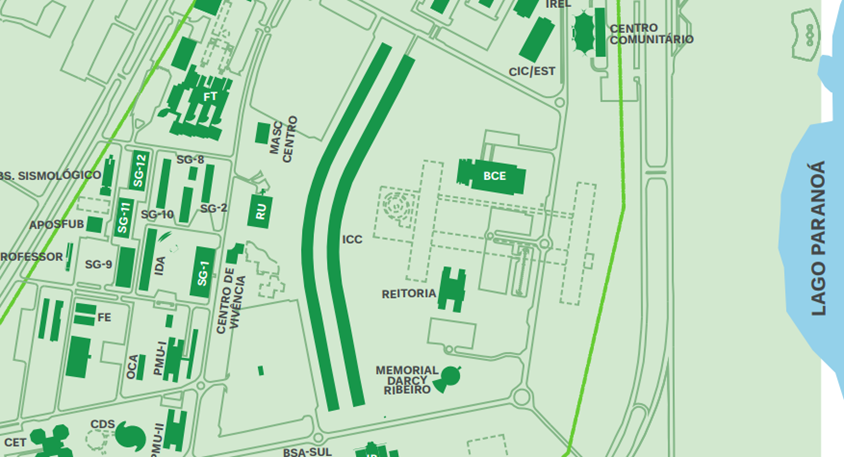 IREL
CENTRO
COMUNITÁRIO
CIC/EST
FT
MASC
CENTRO
SG-8
SG-12
BS. SISMOLÓGICO
BCE
LAGO PARANOÁ
SG-11
SG-10
SG-2
RU
APOSFUB
ICC
ROFESSOR
SG-9
IDA
SG-1
CENTRO DE
VIVÊNCIA
REITORIA
FE
OCA
PMU-I
MEMORIAL
DARCY
RIBEIRO
CET
CDS
PMU-II
BSA-SUL